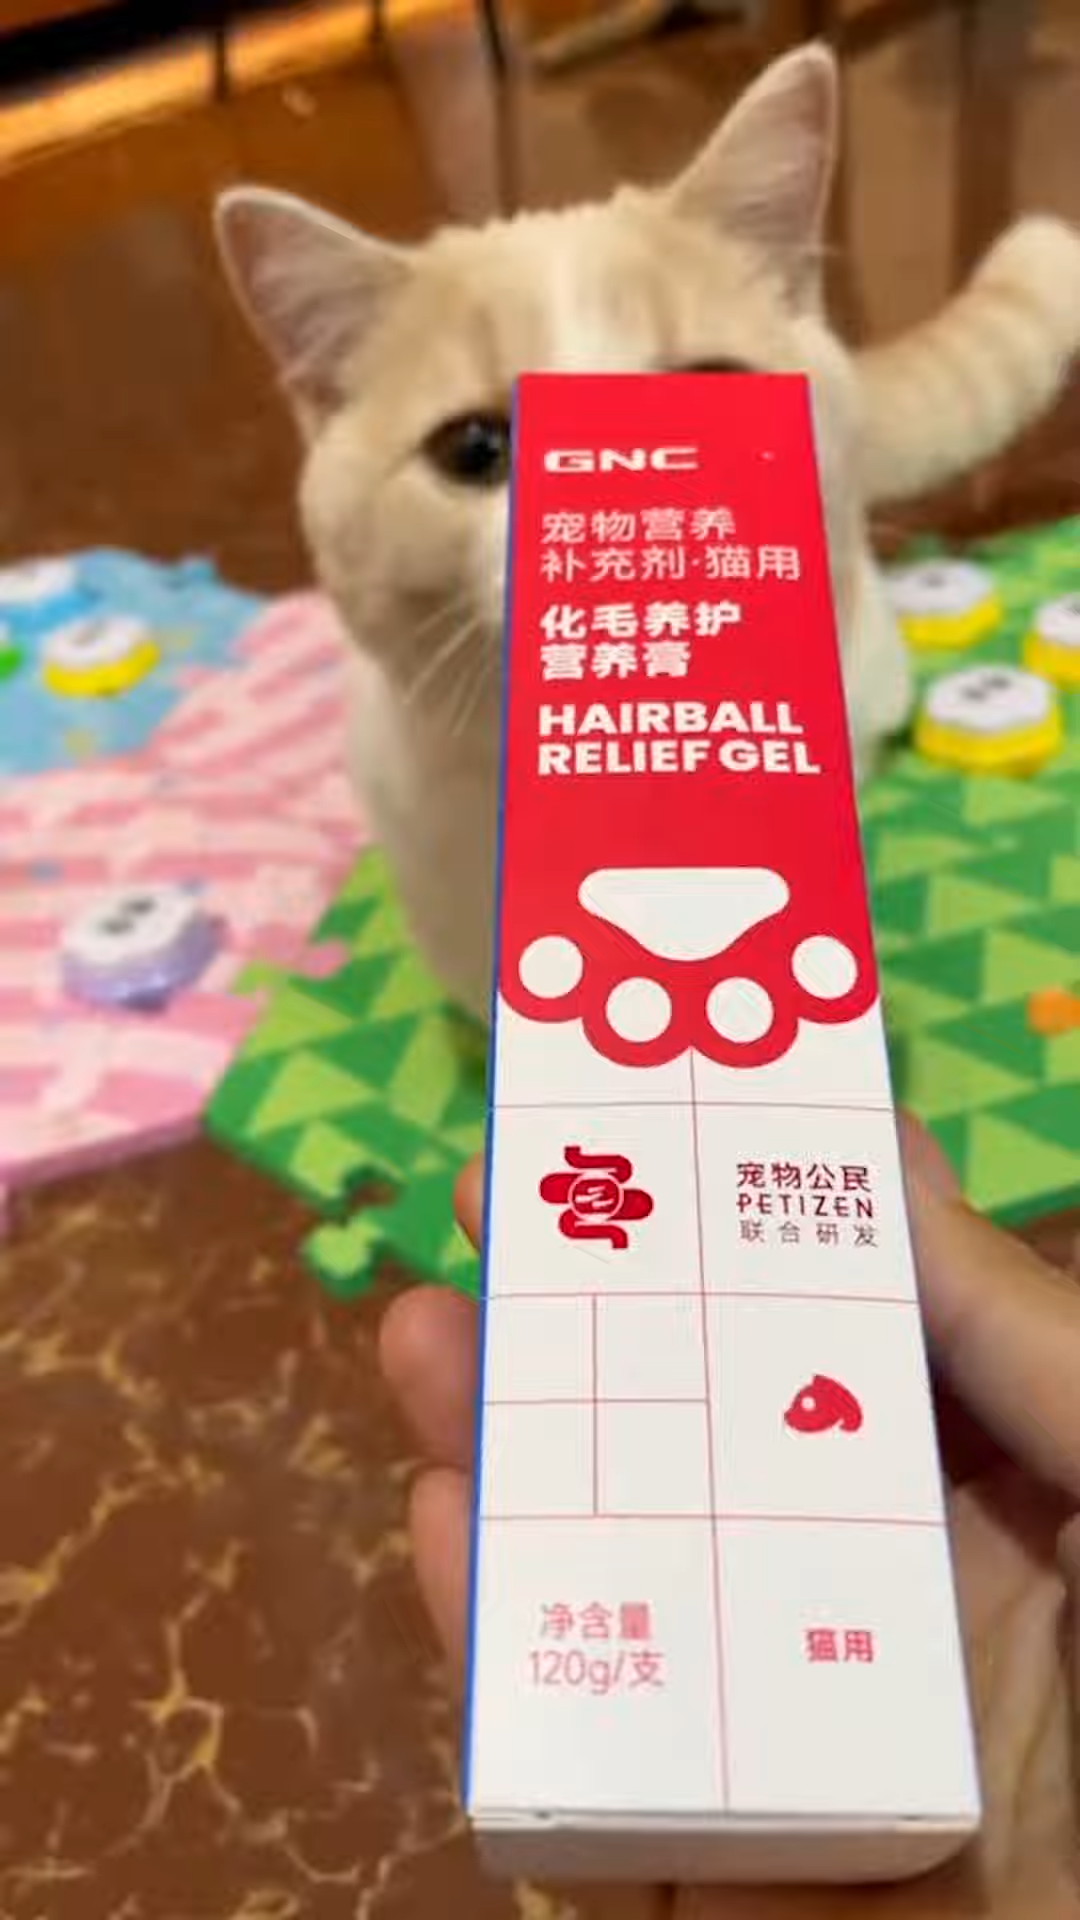 GNC
宠物营养
补充剂·猫用
化毛养护
营养膏
HAIRBALL
RELIEF GEL
宠物公民
PETIZEN
联合研发
净含量
120g/支
猫用